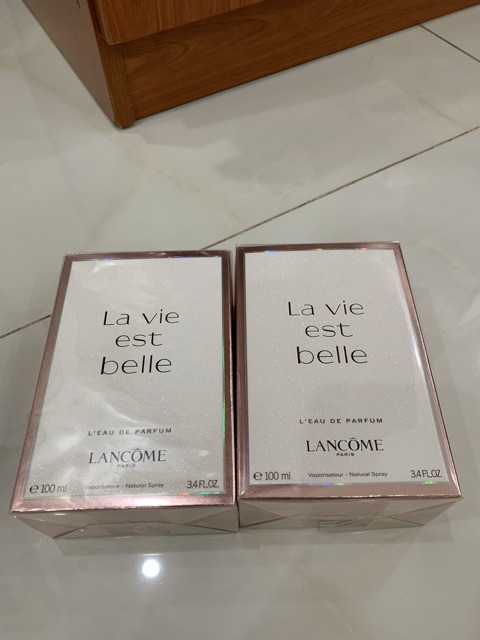 La vie
est
belle
L'EAU DE PARFUM
LANCÔME
PARIS
e 100 ml
Vaporisateur - Natural Spray
3.4 FL.OZ.
La vie
est
belle
L'EAU DE PARFUM
LANCÔME
PARIS
e 100 ml
Vaporisateur - Natural Spray
3.4 FL.OZ.